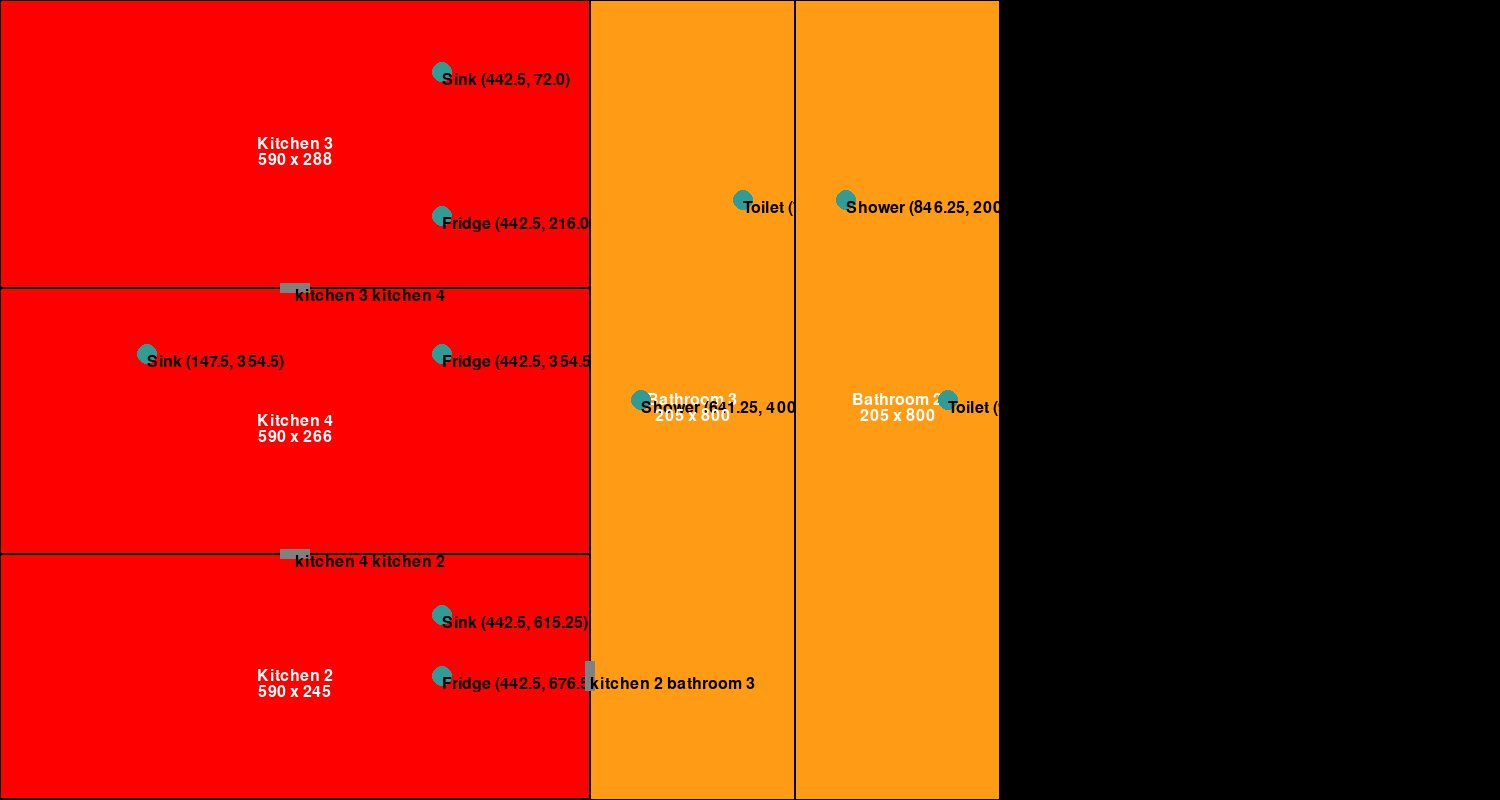 Sink (442.5, 72.0)
Kitchen 3
590 x 288
Fridge (442.5, 216.0
kitchen 3 kitchen 4
Sink (147.5, 354.5)
Fridge (442.5, 354.5
Kitchen 4
590 x 266
kitchen 4 kitchen 2
Sink (442.5, 615.25)
Kitchen 2
590 x 245
Fridge (442.5, 676.5
kitchen 2 bathroom 3
Toilet (
Bathroom 3
Shower (641.25, 400
205 x 800
Shower (846.25, 200
Bathroom 2
205 x 800
Toilet (